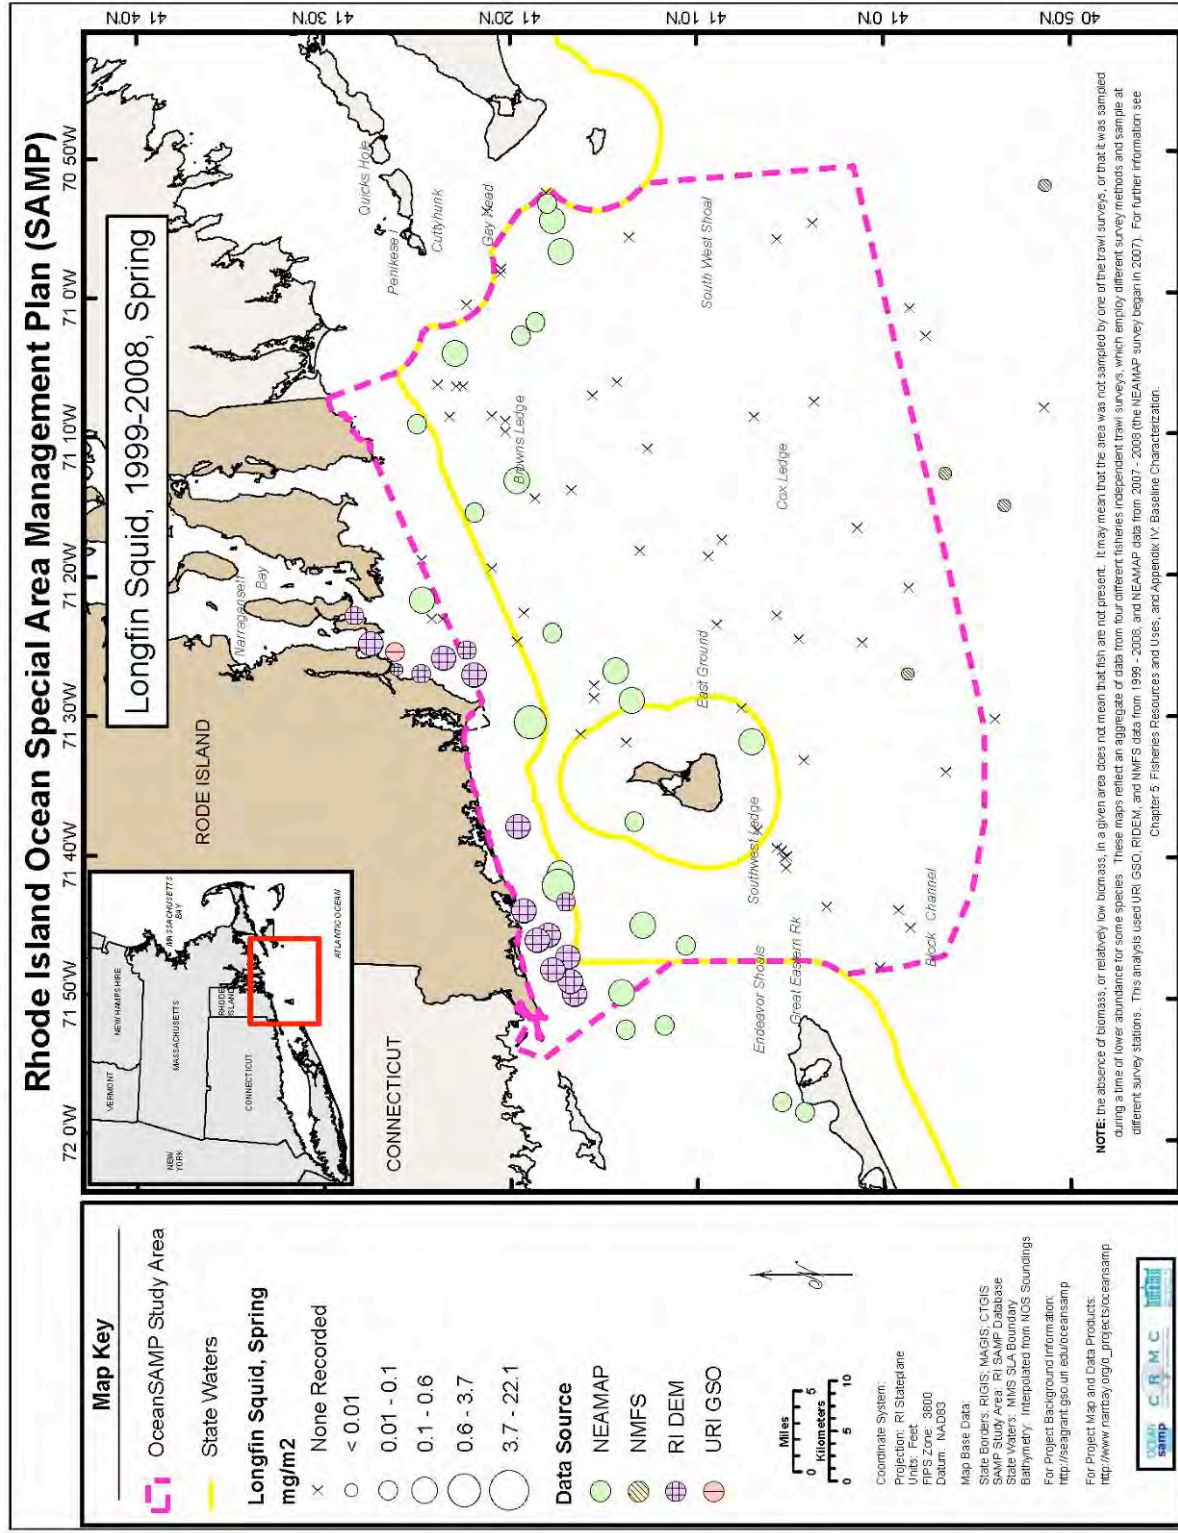 Rhode Island Ocean Special Area Management Plan (SAMP)
72 0'W
71 50'W
71 40'W
71 30'W
71 20'W
71 10'W
71 0'W
70 50'W
41 40'N
41 30'N
41 20'N
41 10'N
41 0'N
40 50'N
Longfin Squid, 1999-2008, Spring
VERMONT
NEW HAMPSHIRE
MASSACHUSETTS
MASSACHUSETTS
BAY
NEW
YORK
CONNECTICUT
RHODE
ISLAND
ATLANTIC OCEAN
RODE ISLAND
CONNECTICUT
Narragansett
Bay
Quicks Hole
Penikese
Cuttyhunk
Gay Head
Browns Ledge
South West Shoal
East Ground
Cox Ledge
Southwest Ledge
Endeavor Shoals
Great Eastern Rk
Block Channel
NOTE: the absence of biomass, or relatively low biomass, in a given area does not mean that fish are not present. It may mean that the area was not sampled by one of the trawl surveys, or that it was sampled
during a time of lower abundance for some species. These maps reflect an aggregate of data from four different fisheries independent trawl surveys, which employ different survey methods and sample at
different survey stations. This analysis used URI GSO, RIDEM, and NMFS data from 1999 - 2008, and NEAMAP data from 2007 - 2008 (the NEAMAP survey began in 2007). For further information see
Chapter 5. Fisheries Resources and Uses, and Appendix IV. Baseline Characterization.
Map Key
OceanSAMP Study Area
State Waters
Longfin Squid, Spring
mg/m2
None Recorded
< 0.01
0.01 - 0.1
0.1 - 0.6
0.6 - 3.7
3.7 - 22.1
Data Source
NEAMAP
NMFS
RI DEM
URI GSO
Miles
0 5
Kilometers
0 5 10
N
Coordinate System:
Projection: RI Stateplane
Units: Feet
FIPS Zone: 3800
Datum: NAD83
Map Base Data:
State Borders: RIGIS; MAGIS; CTGIS
SAMP Study Area: RI SAMP Database
State Waters: MMS SLA Boundary
Bathymetry: Interpolated from NOS Soundings
For Project Background Information:
http://seagrant.gso.uri.edu/oceansamp
For Project Map and Data Products:
http://www.narrbay.org/d_projects/oceansamp
OCEAN
samp
C R M C